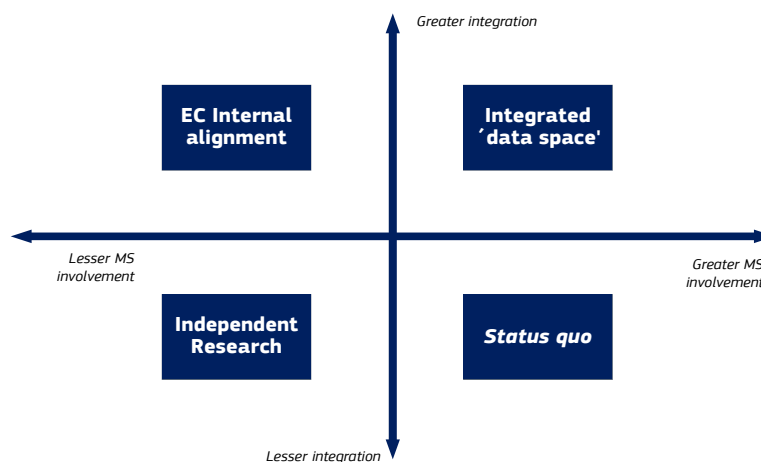 Greater integration
EC Internal
alignment
Integrated
´data space'
Lesser MS
involvement
Greater MS
involvement
Independent
Research
Status quo
Lesser integration